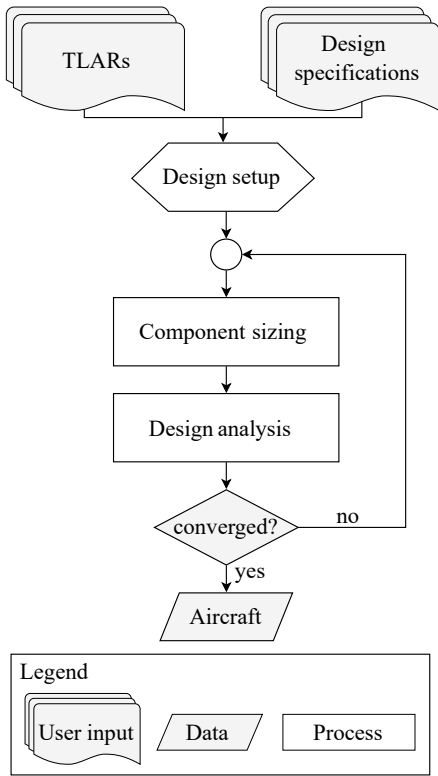 TLARs
Design
specifications
Design setup
Component sizing
Design analysis
converged?
no
yes
Aircraft
Legend
User input
Data
Process